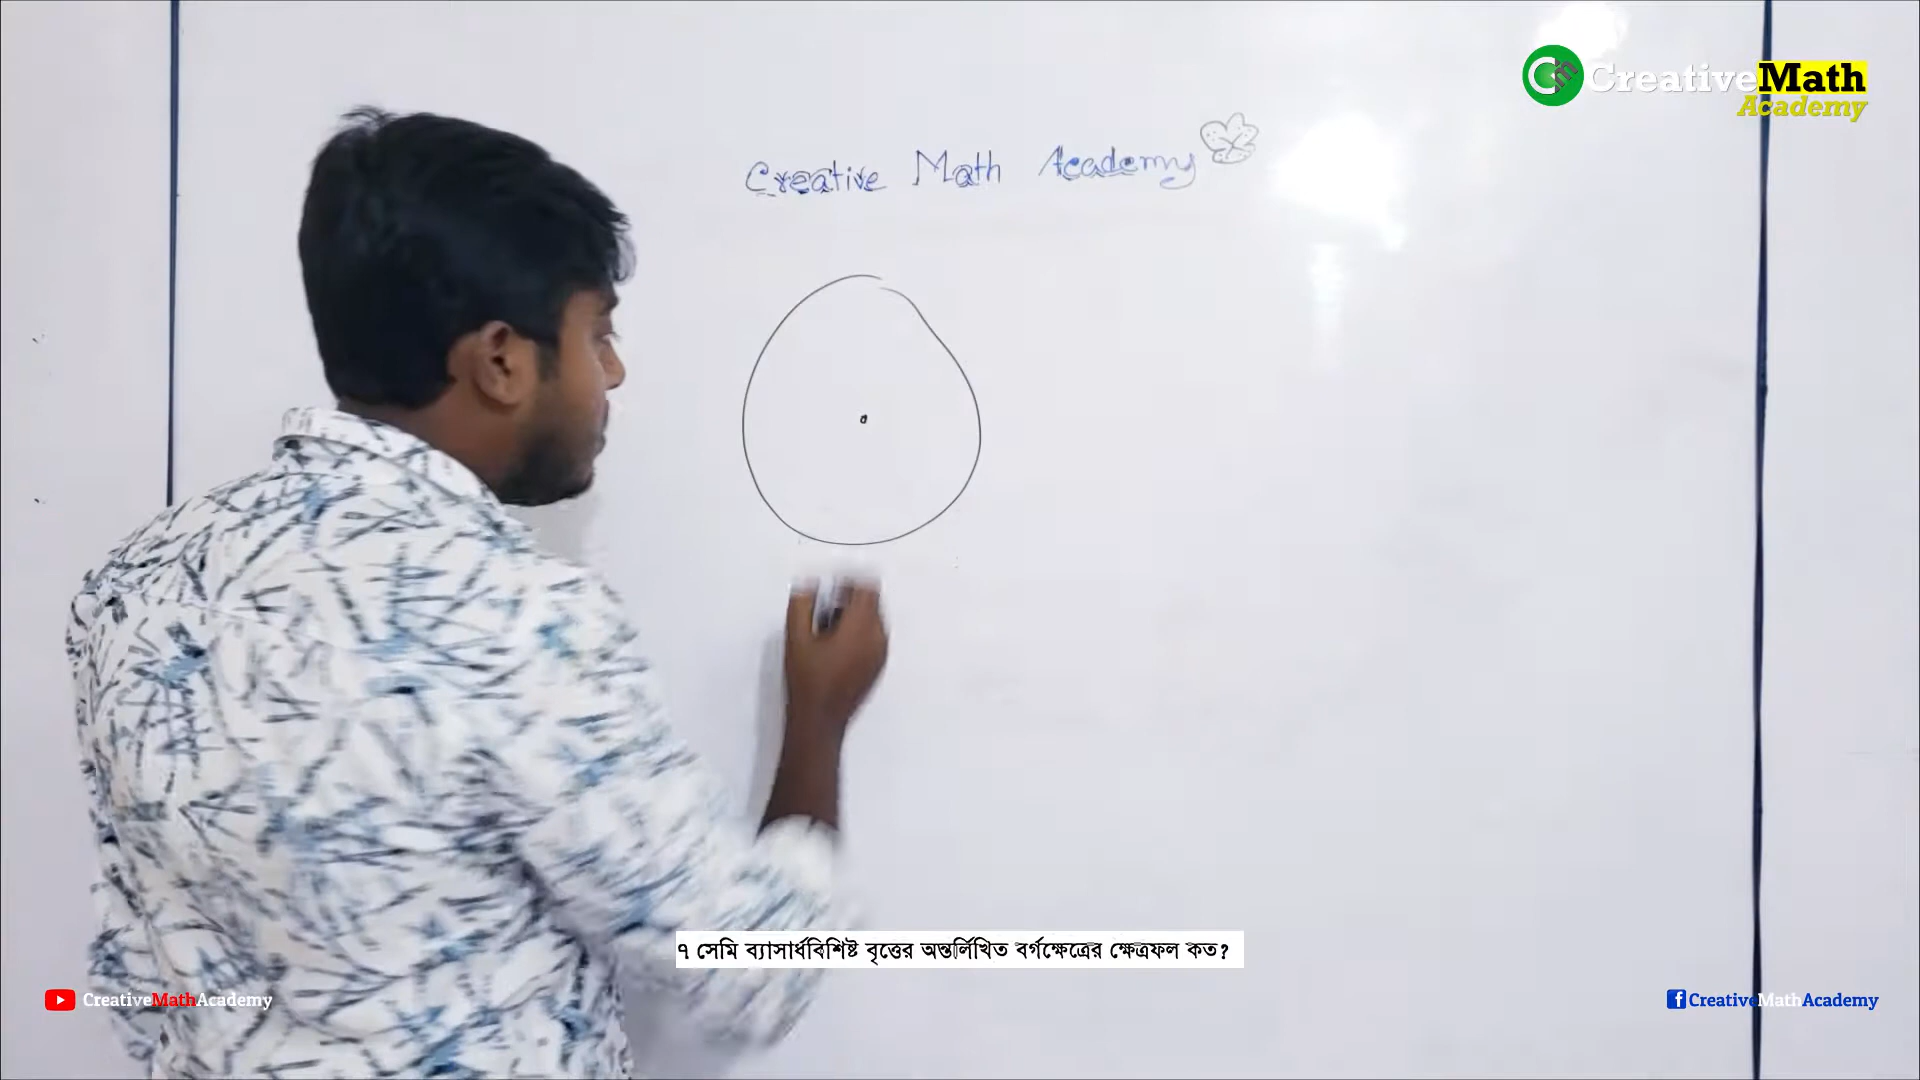 CreativeMath
Academy
Creative Math Academy
৭ সেমি ব্যাসার্ধবিশিষ্ট বৃত্তের অন্তর্লিখিত বর্গক্ষেত্রের ক্ষেত্রফল কত?
CreativeMathAcademy
CreativeMathAcademy